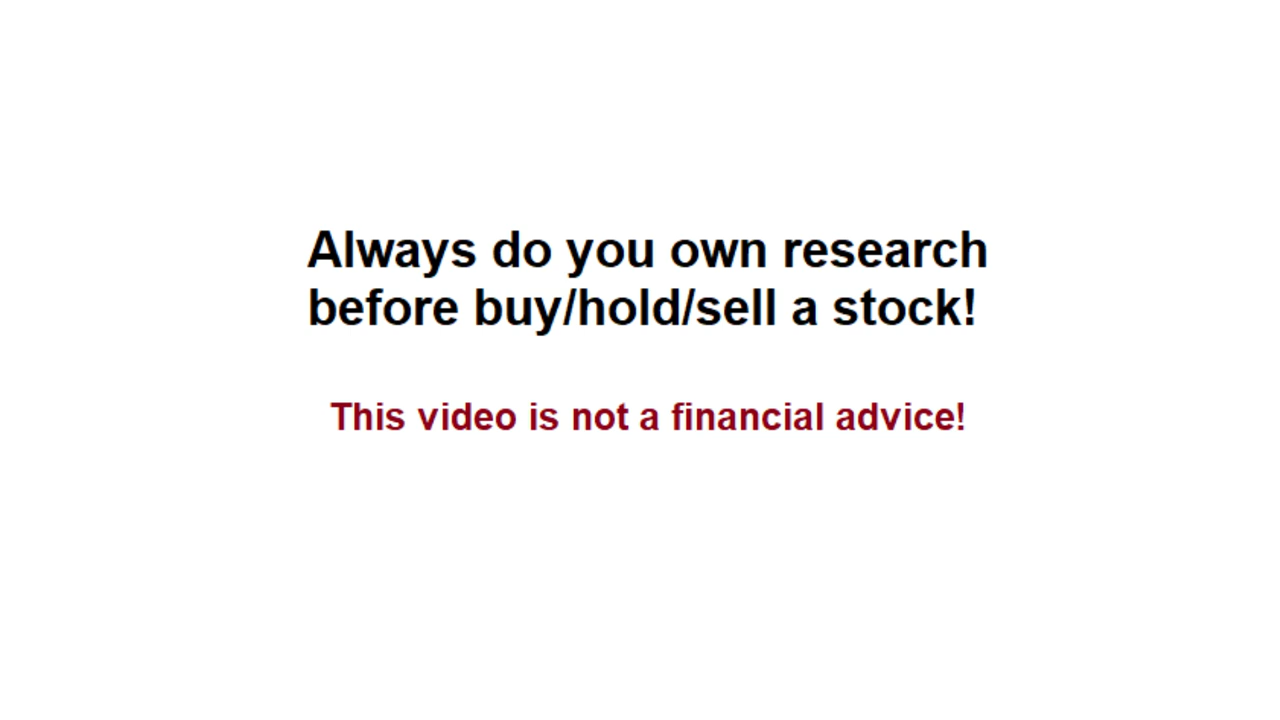 Always do you own research
before buy/hold/sell a stock!
This video is not a financial advice!